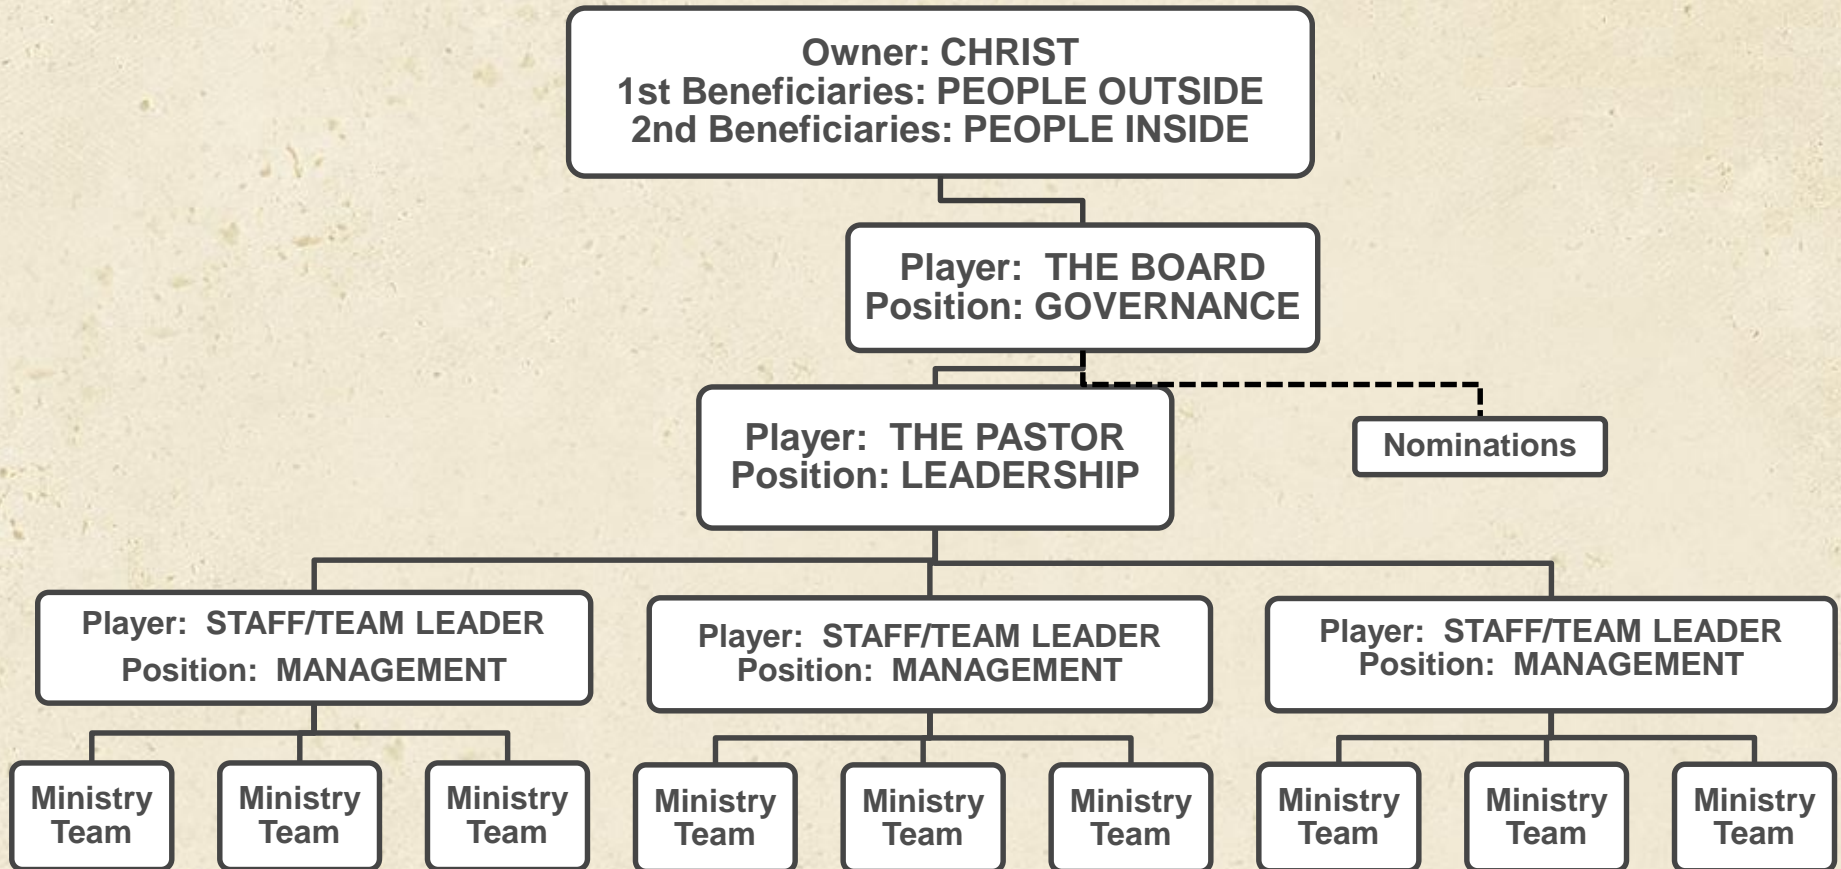 Owner: CHRIST
1st Beneficiaries: PEOPLE OUTSIDE
2nd Beneficiaries: PEOPLE INSIDE
Player:  THE BOARD
Position: GOVERNANCE
Player:  THE PASTOR
Position: LEADERSHIP
Nominations
Player:  STAFF/TEAM LEADER
Position:  MANAGEMENT
Player:  STAFF/TEAM LEADER
Position:  MANAGEMENT
Player:  STAFF/TEAM LEADER
Position:  MANAGEMENT
Ministry
Team
Ministry
Team
Ministry
Team
Ministry
Team
Ministry
Team
Ministry
Team
Ministry
Team
Ministry
Team
Ministry
Team